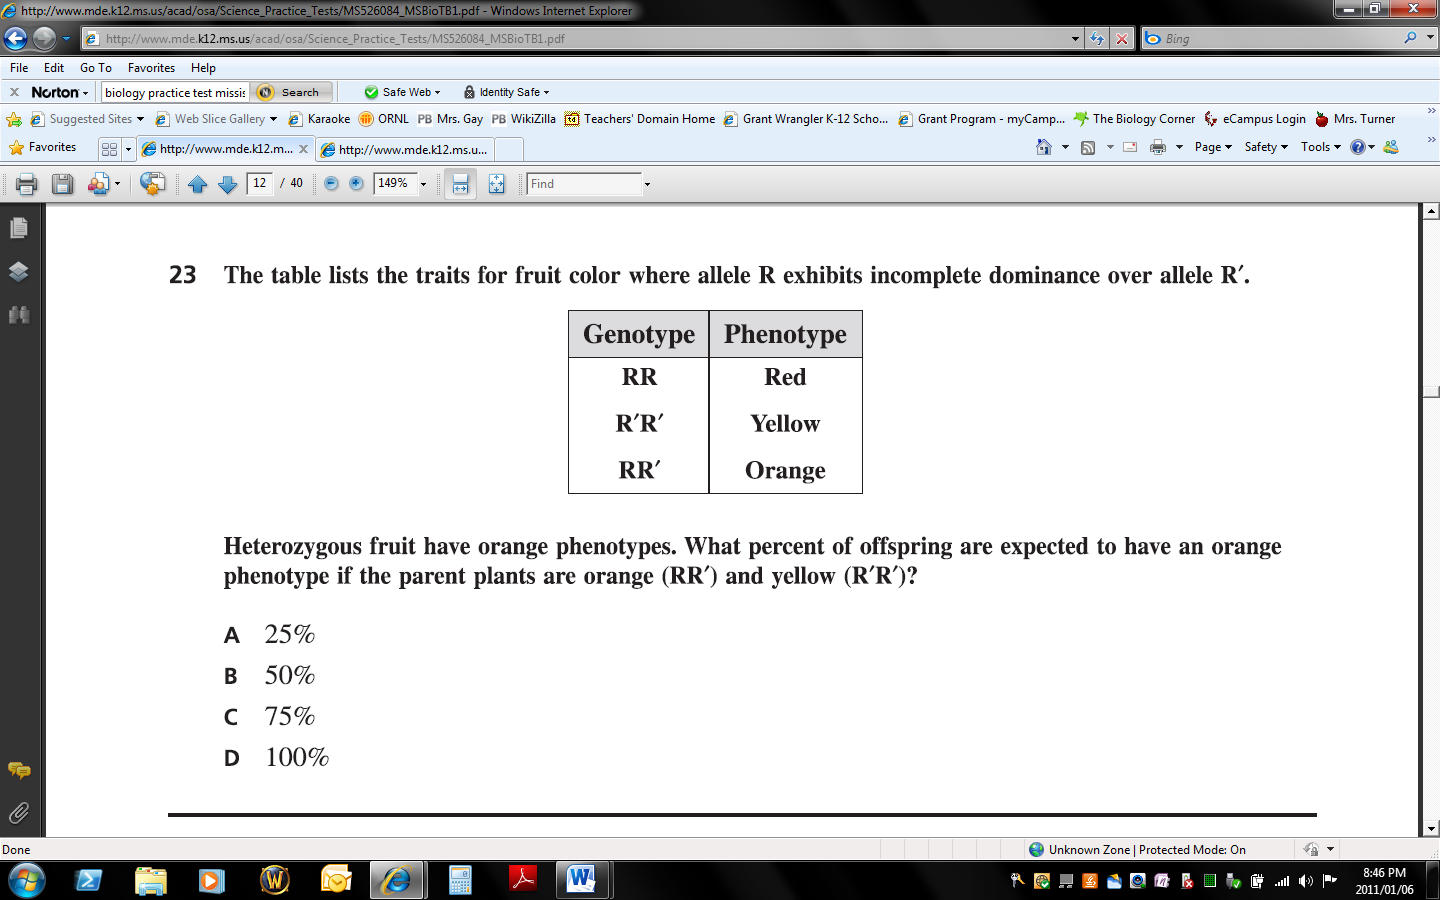 http://www.mde.k12.ms.us/acad/osa/Science_Practice_Tests/MS526084_MSBioTB1.pdf - Windows Internet Explorer
http://www.mde.k12.ms.us/acad/osa/Science_Practice_Tests/MS526084_MSBioTB1.pdf
Bing
File Edit Go To Favorites Help
x Norton biology practice test missis Search Safe Web Identity Safe
Suggested Sites Web Slice Gallery Karaoke ORNL PB Mrs. Gay PB WikiZilla td Teachers' Domain Home Grant Wrangler K-12 Scho... Grant Program - myCamp... The Biology Corner eCampus Login Mrs. Turner
Favorites http://www.mde.k12.m... x http://www.mde.k12.ms.u... Page Safety Tools
12 / 40 149% Find
23 The table lists the traits for fruit color where allele R exhibits incomplete dominance over allele R′.
Genotype Phenotype
RR Red
R′R′ Yellow
RR′ Orange
Heterozygous fruit have orange phenotypes. What percent of offspring are expected to have an orange
phenotype if the parent plants are orange (RR′) and yellow (R′R′)?
A 25%
B 50%
C 75%
D 100%
Done
Unknown Zone | Protected Mode: On
8:46 PM
2011/01/06